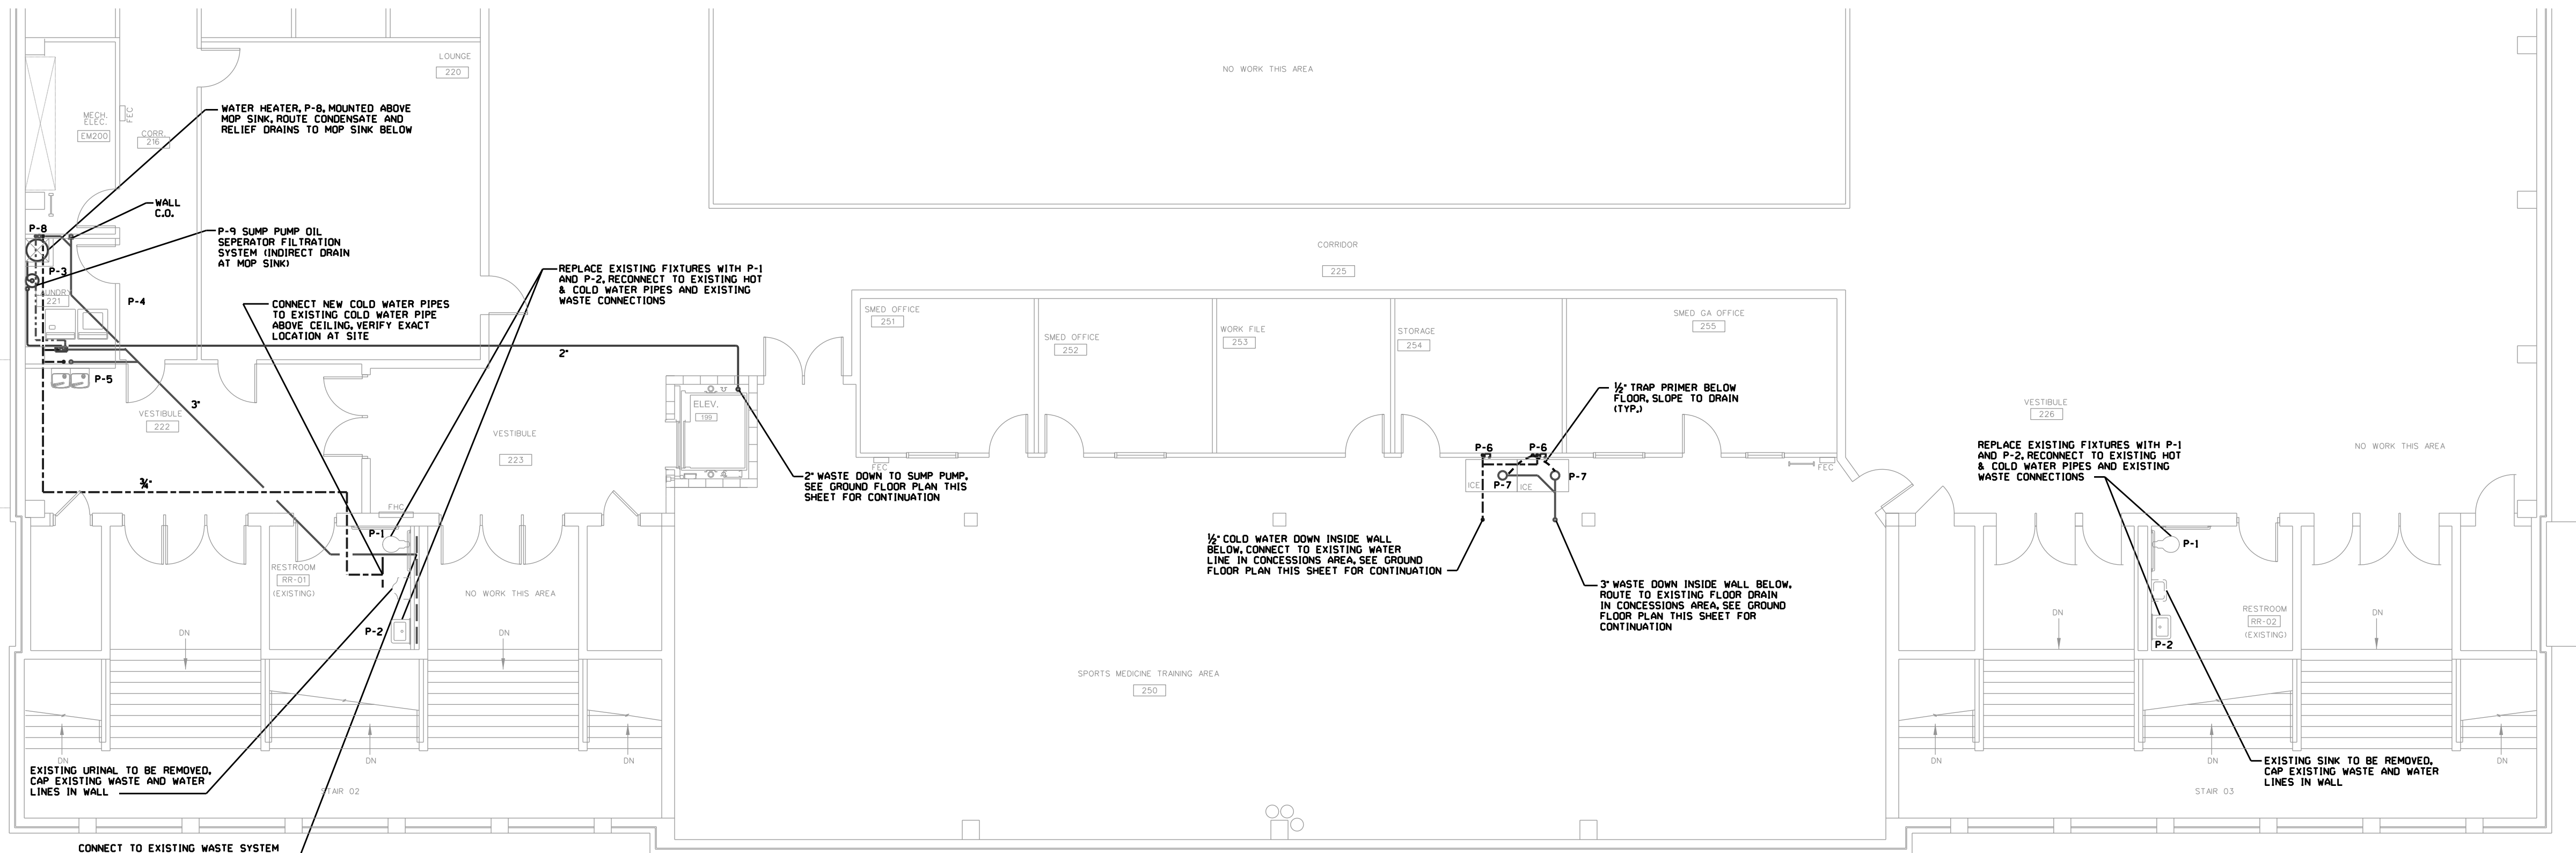 LOUNGE
220
NO WORK THIS AREA
MECH.
ELEC.
EM200
FEC
CORR.
216
WATER HEATER, P-8, MOUNTED ABOVE
MOP SINK, ROUTE CONDENSATE AND
RELIEF DRAINS TO MOP SINK BELOW
WALL
C.O.
P-8
P-9 SUMP PUMP OIL
SEPERATOR FILTRATION
SYSTEM (INDIRECT DRAIN
AT MOP SINK)
P-3
UNDRY
221
P-4
P-5
CONNECT NEW COLD WATER PIPES
TO EXISTING COLD WATER PIPE
ABOVE CEILING, VERIFY EXACT
LOCATION AT SITE
REPLACE EXISTING FIXTURES WITH P-1
AND P-2, RECONNECT TO EXISTING HOT
& COLD WATER PIPES AND EXISTING
WASTE CONNECTIONS
2"
3"
3/4"
VESTIBULE
222
VESTIBULE
223
ELEV.
199
CORRIDOR
225
SMED OFFICE
251
SMED OFFICE
252
WORK FILE
253
STORAGE
254
SMED GA OFFICE
255
FEC
FEC
2" WASTE DOWN TO SUMP PUMP,
SEE GROUND FLOOR PLAN THIS
SHEET FOR CONTINUATION
1/2" TRAP PRIMER BELOW
FLOOR, SLOPE TO DRAIN
(TYP.)
P-6
P-6
P-7
P-7
ICE
ICE
1/2" COLD WATER DOWN INSIDE WALL
BELOW, CONNECT TO EXISTING WATER
LINE IN CONCESSIONS AREA, SEE GROUND
FLOOR PLAN THIS SHEET FOR CONTINUATION
3" WASTE DOWN INSIDE WALL BELOW,
ROUTE TO EXISTING FLOOR DRAIN
IN CONCESSIONS AREA, SEE GROUND
FLOOR PLAN THIS SHEET FOR
CONTINUATION
VESTIBULE
226
NO WORK THIS AREA
REPLACE EXISTING FIXTURES WITH P-1
AND P-2, RECONNECT TO EXISTING HOT
& COLD WATER PIPES AND EXISTING
WASTE CONNECTIONS
FHC
P-1
RESTROOM
RR-01
(EXISTING)
P-2
NO WORK THIS AREA
DN
DN
DN
DN
EXISTING URINAL TO BE REMOVED,
CAP EXISTING WASTE AND WATER
LINES IN WALL
STAIR 02
SPORTS MEDICINE TRAINING AREA
250
P-1
P-2
RESTROOM
RR-02
(EXISTING)
DN
DN
DN
DN
DN
EXISTING SINK TO BE REMOVED,
CAP EXISTING WASTE AND WATER
LINES IN WALL
STAIR 03
CONNECT TO EXISTING WASTE SYSTEM